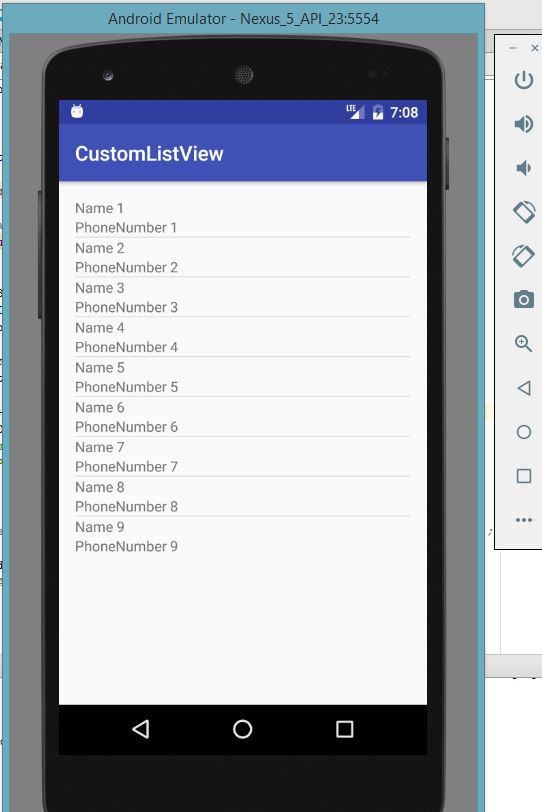 Android Emulator - Nexus_5_API_23:5554
LTE 7:08
CustomListView
Name 1
PhoneNumber 1
Name 2
PhoneNumber 2
Name 3
PhoneNumber 3
Name 4
PhoneNumber 4
Name 5
PhoneNumber 5
Name 6
PhoneNumber 6
Name 7
PhoneNumber 7
Name 8
PhoneNumber 8
Name 9
PhoneNumber 9